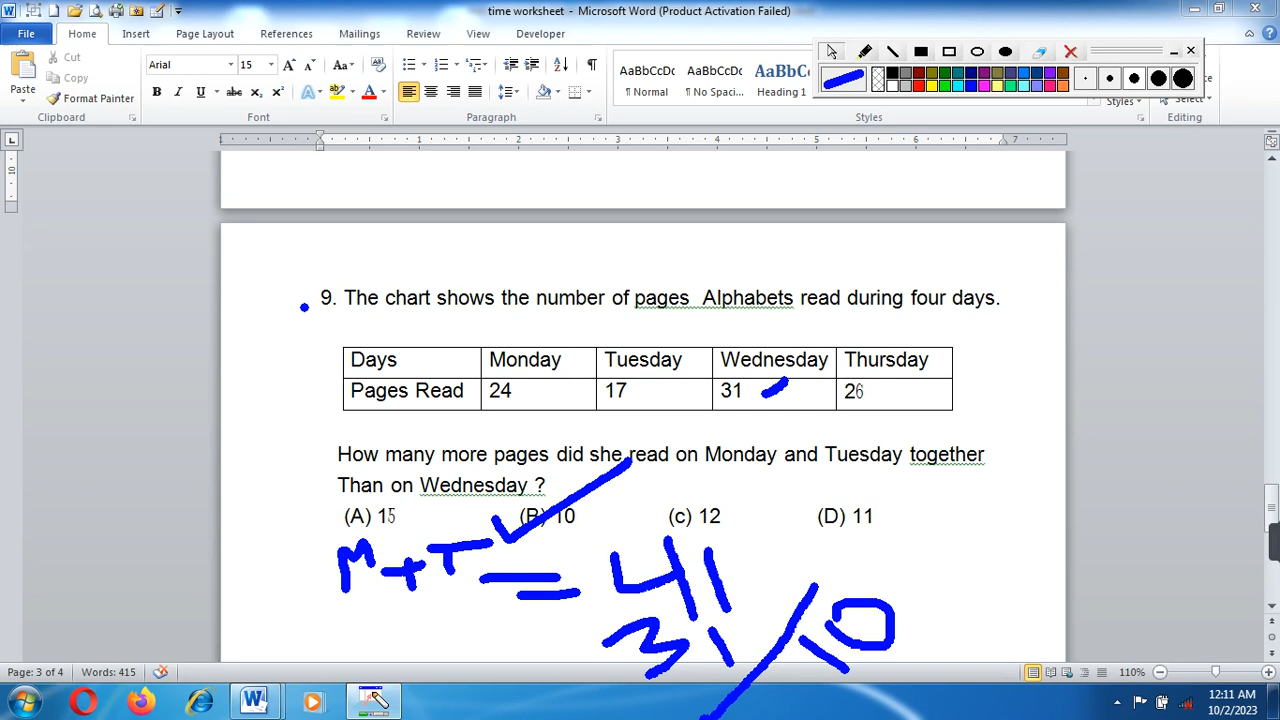 time worksheet - Microsoft Word (Product Activation Failed)
File Home Insert Page Layout References Mailings Review View Developer
Paste
Cut
Copy
Format Painter
Clipboard
Arial 15
Font
Paragraph
AaBbCcDc AaBbCcDc AaBbC
¶ Normal ¶ No Spaci... Heading 1
Styles
Select
Styles Editing
9. The chart shows the number of pages Alphabets read during four days.
Days Monday Tuesday Wednesday Thursday
Pages Read 24 17 31 26
How many more pages did she read on Monday and Tuesday together
Than on Wednesday ?
(A) 15 (B) 10 (c) 12 (D) 11
M+T = 41
31
10
Page: 3 of 4 Words: 415 110%
12:11 AM
10/2/2023